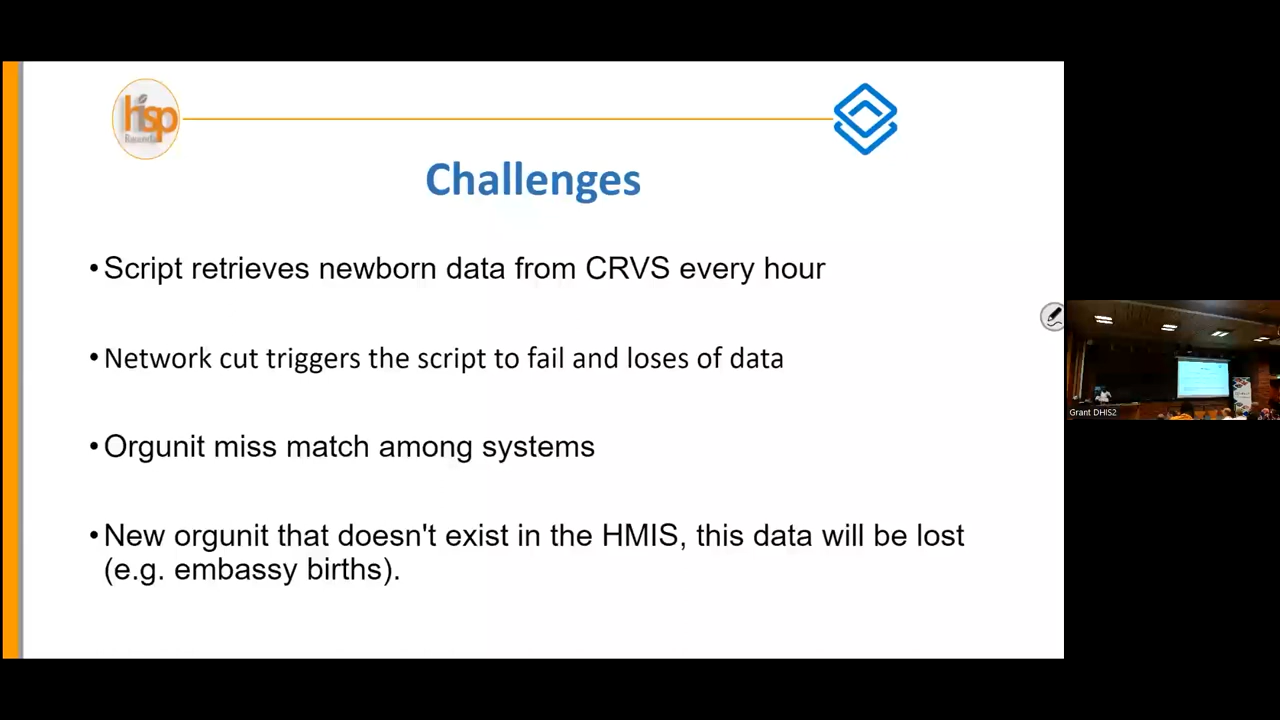 hisp
Rwanda
Challenges
•Script retrieves newborn data from CRVS every hour
•Network cut triggers the script to fail and loses of data
•Orgunit miss match among systems
•New orgunit that doesn't exist in the HMIS, this data will be lost
(e.g. embassy births).
Grant DHIS2